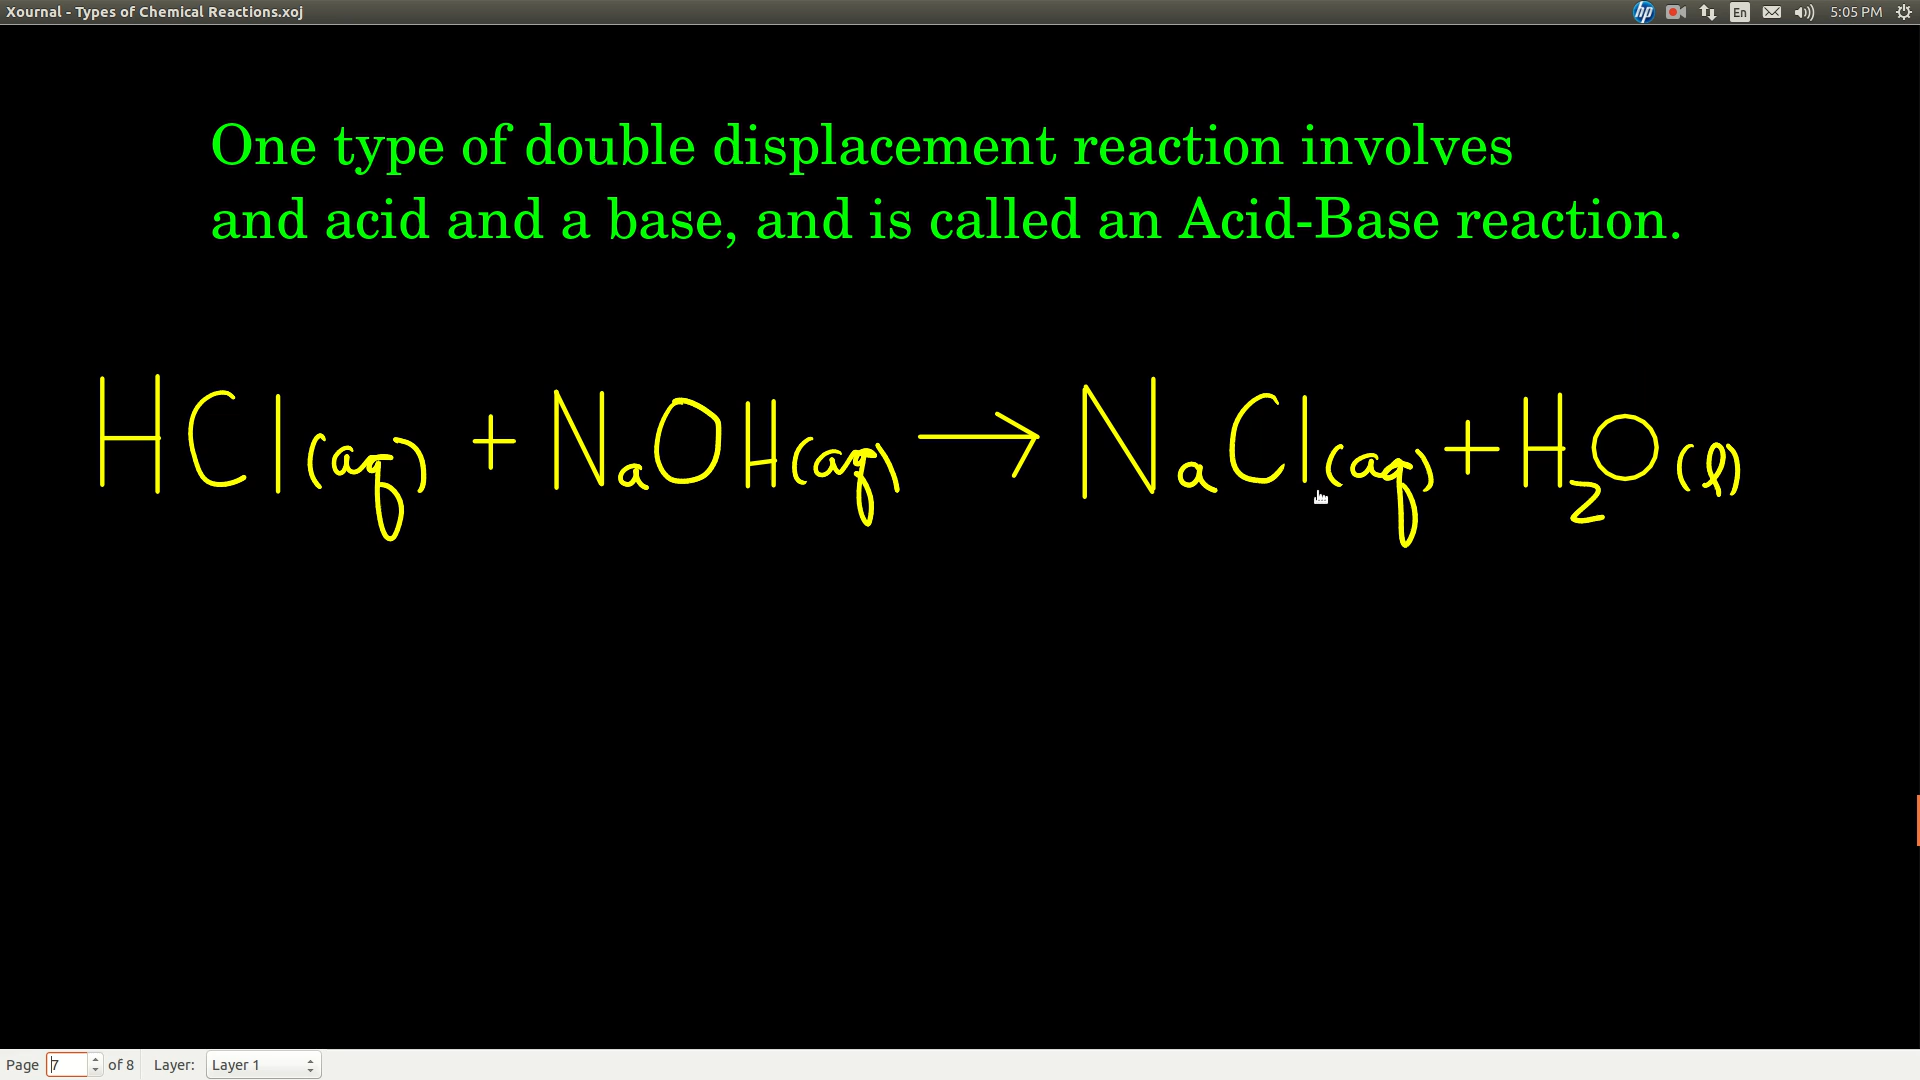 Xournal - Types of Chemical Reactions.xoj
hp En 5:05 PM
One type of double displacement reaction involves
and acid and a base, and is called an Acid-Base reaction.
HCl(aq) + NaOH(aq) → NaCl(aq) + H₂O(l)
Page 7 of 8 Layer: Layer 1